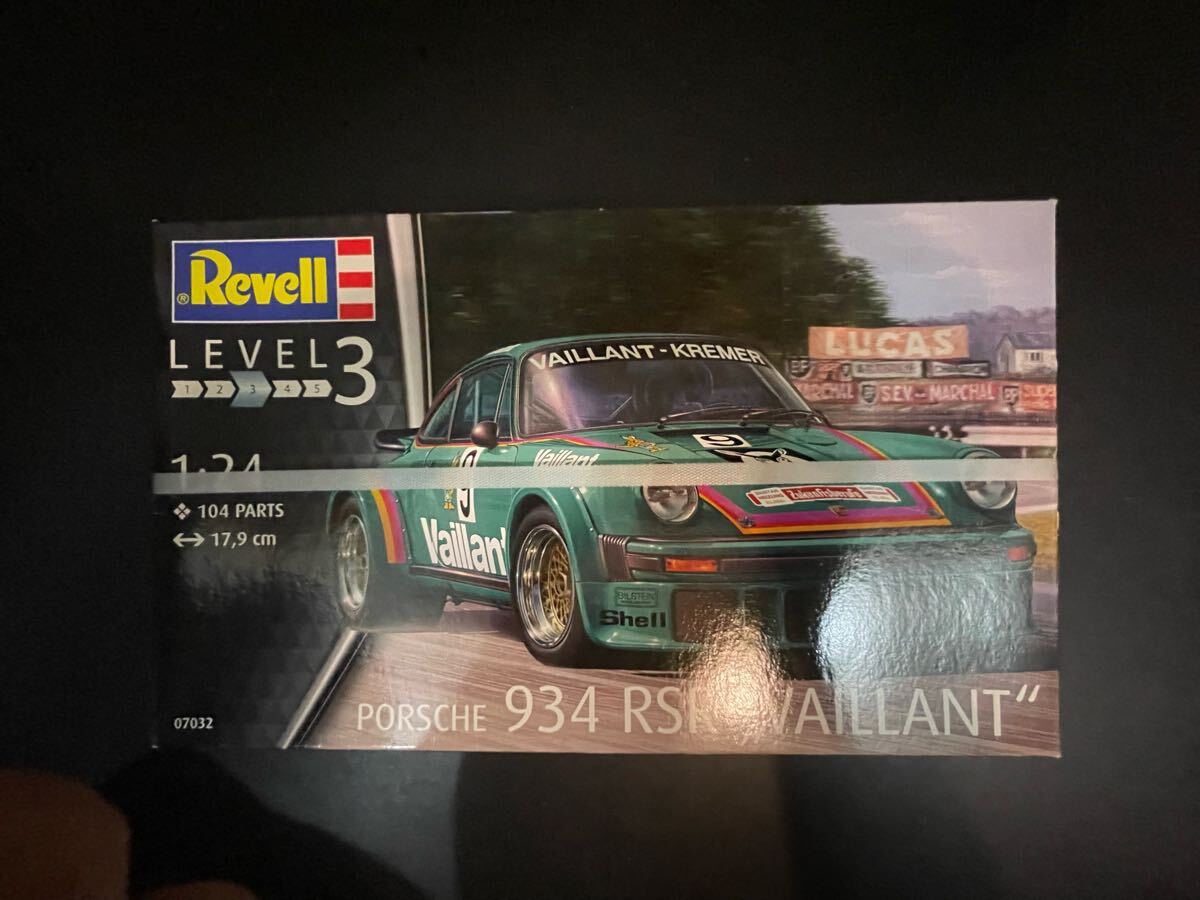 ® Revell
LEVEL 3
1 2 3 4 5
1:24
104 PARTS
17,9 cm
07032
PORSCHE 934 RSR „VAILLANT“
VAILLANT-KREMER
LUCAS
SEV-MARCHAL
BP
9
Vaillant
9
Vaillant
BILSTEIN
Shell